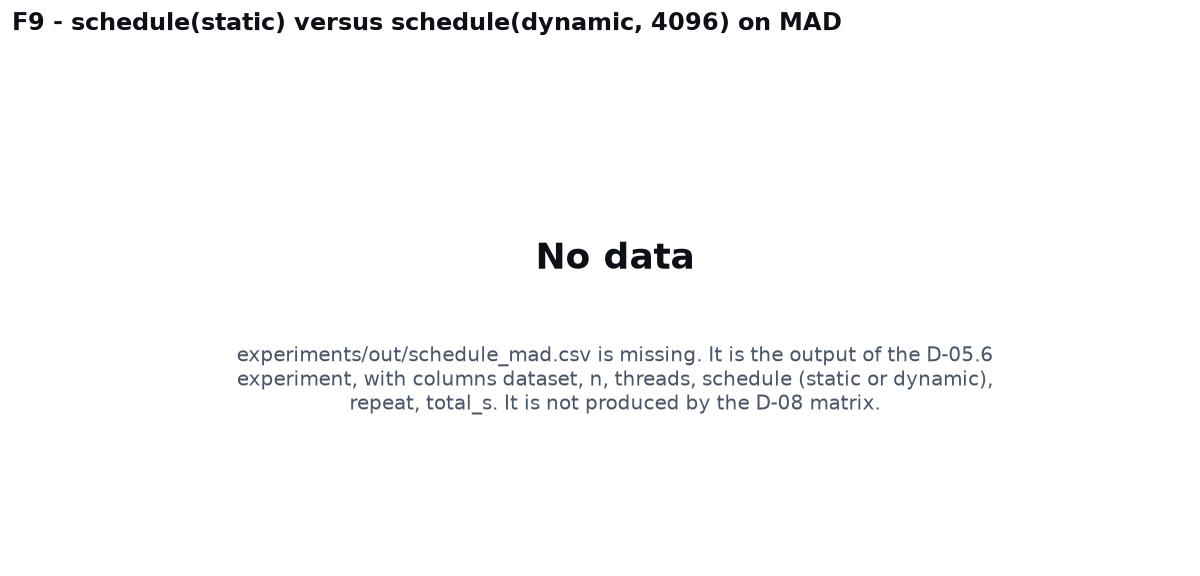 F9 - schedule(static) versus schedule(dynamic, 4096) on MAD
No data
experiments/out/schedule_mad.csv is missing. It is the output of the D-05.6
experiment, with columns dataset, n, threads, schedule (static or dynamic),
repeat, total_s. It is not produced by the D-08 matrix.